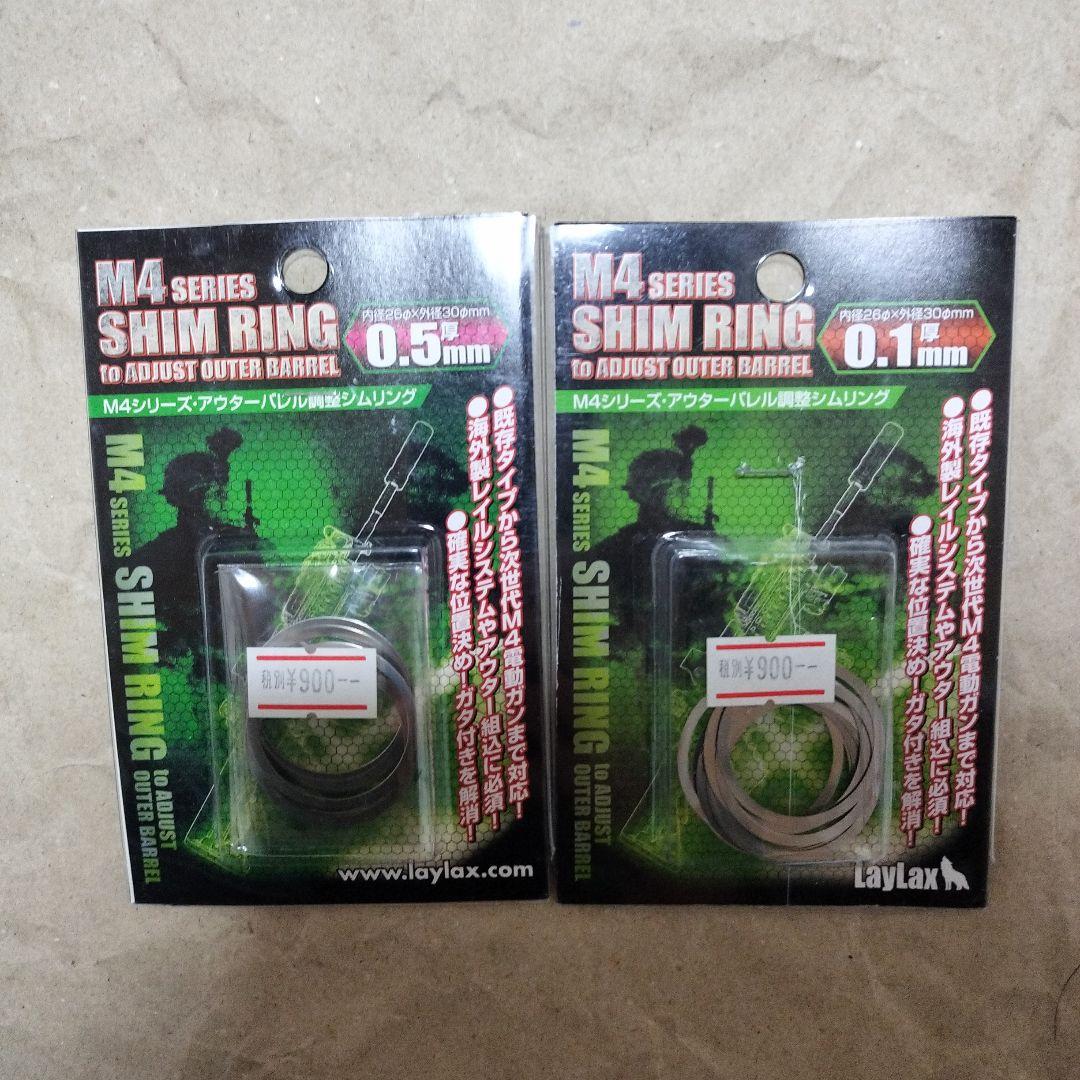 M4 SERIES
SHIM RING
to ADJUST OUTER BARREL
内径26φ×外径30φmm
0.5厚mm
M4シリーズ・アウターバレル調整シムリング
●既存タイプから次世代M4電動ガンまで対応!
●海外製レイルシステムやアウター組込に必須!
●確実な位置決め!ガタ付きを解消!
M4 SERIES SHIM RING to ADJUST
OUTER BARREL
税別¥900--
www.laylax.com
M4 SERIES
SHIM RING
to ADJUST OUTER BARREL
内径26φ×外径30φmm
0.1厚mm
M4シリーズ・アウターバレル調整シムリング
●既存タイプから次世代M4電動ガンまで対応!
●海外製レイルシステムやアウター組込に必須!
●確実な位置決め!ガタ付きを解消!
M4 SERIES SHIM RING to ADJUST
OUTER BARREL
税別¥900--
LayLax